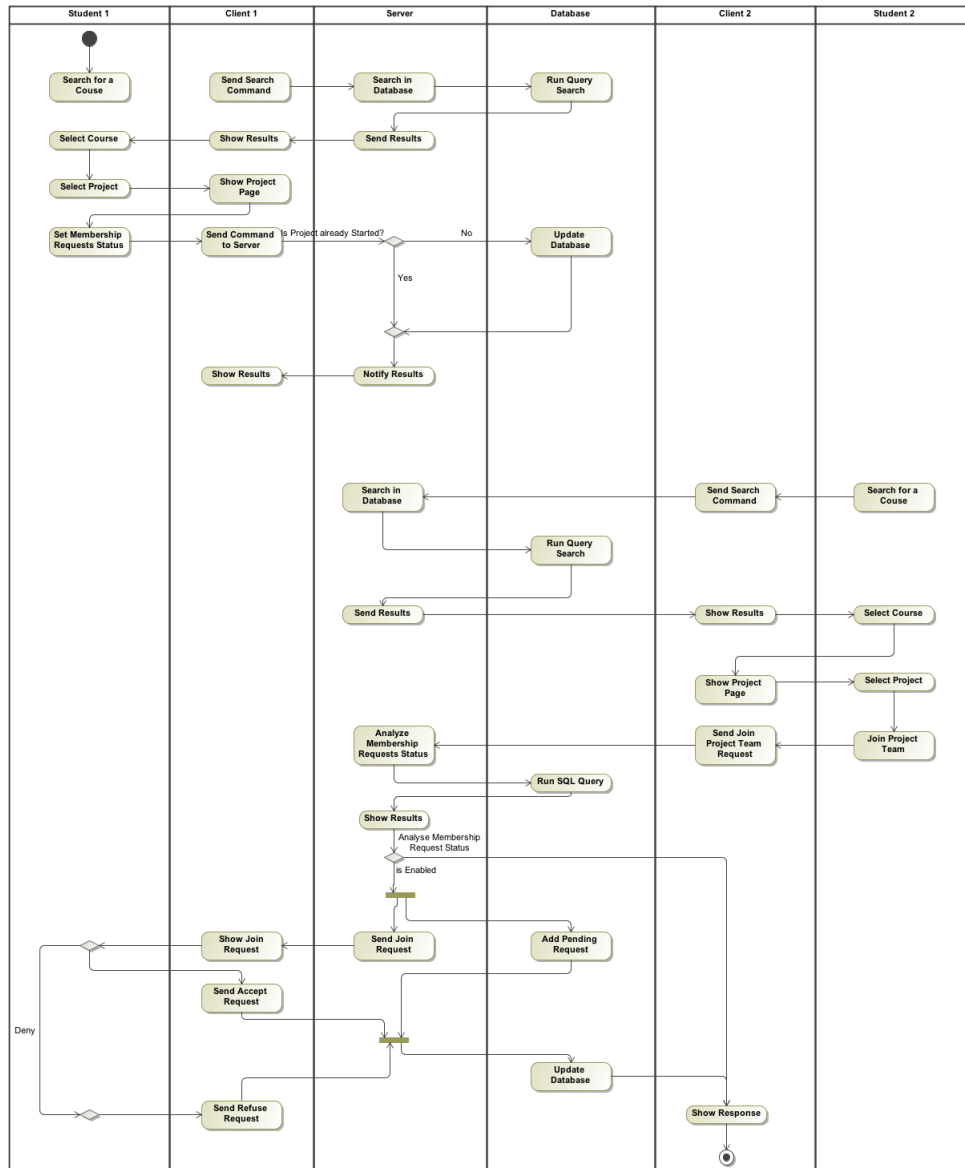 Student 1
Client 1
Server
Database
Client 2
Student 2
Search for a
Couse
Send Search
Command
Search in
Database
Run Query
Search
Select Course
Show Results
Send Results
Select Project
Show Project
Page
Set Membership
Requests Status
Send Command
to Server
Is Project already Started?
No
Update
Database
Yes
Show Results
Notify Results
Search in
Database
Send Search
Command
Search for a
Couse
Run Query
Search
Send Results
Show Results
Select Course
Show Project
Page
Select Project
Analyze
Membership
Requests Status
Send Join
Project Team
Request
Join Project
Team
Run SQL Query
Show Results
Analyse Membership
Request Status
is Enabled
Show Join
Request
Send Join
Request
Add Pending
Request
Send Accept
Request
Deny
Update
Database
Send Refuse
Request
Show Response